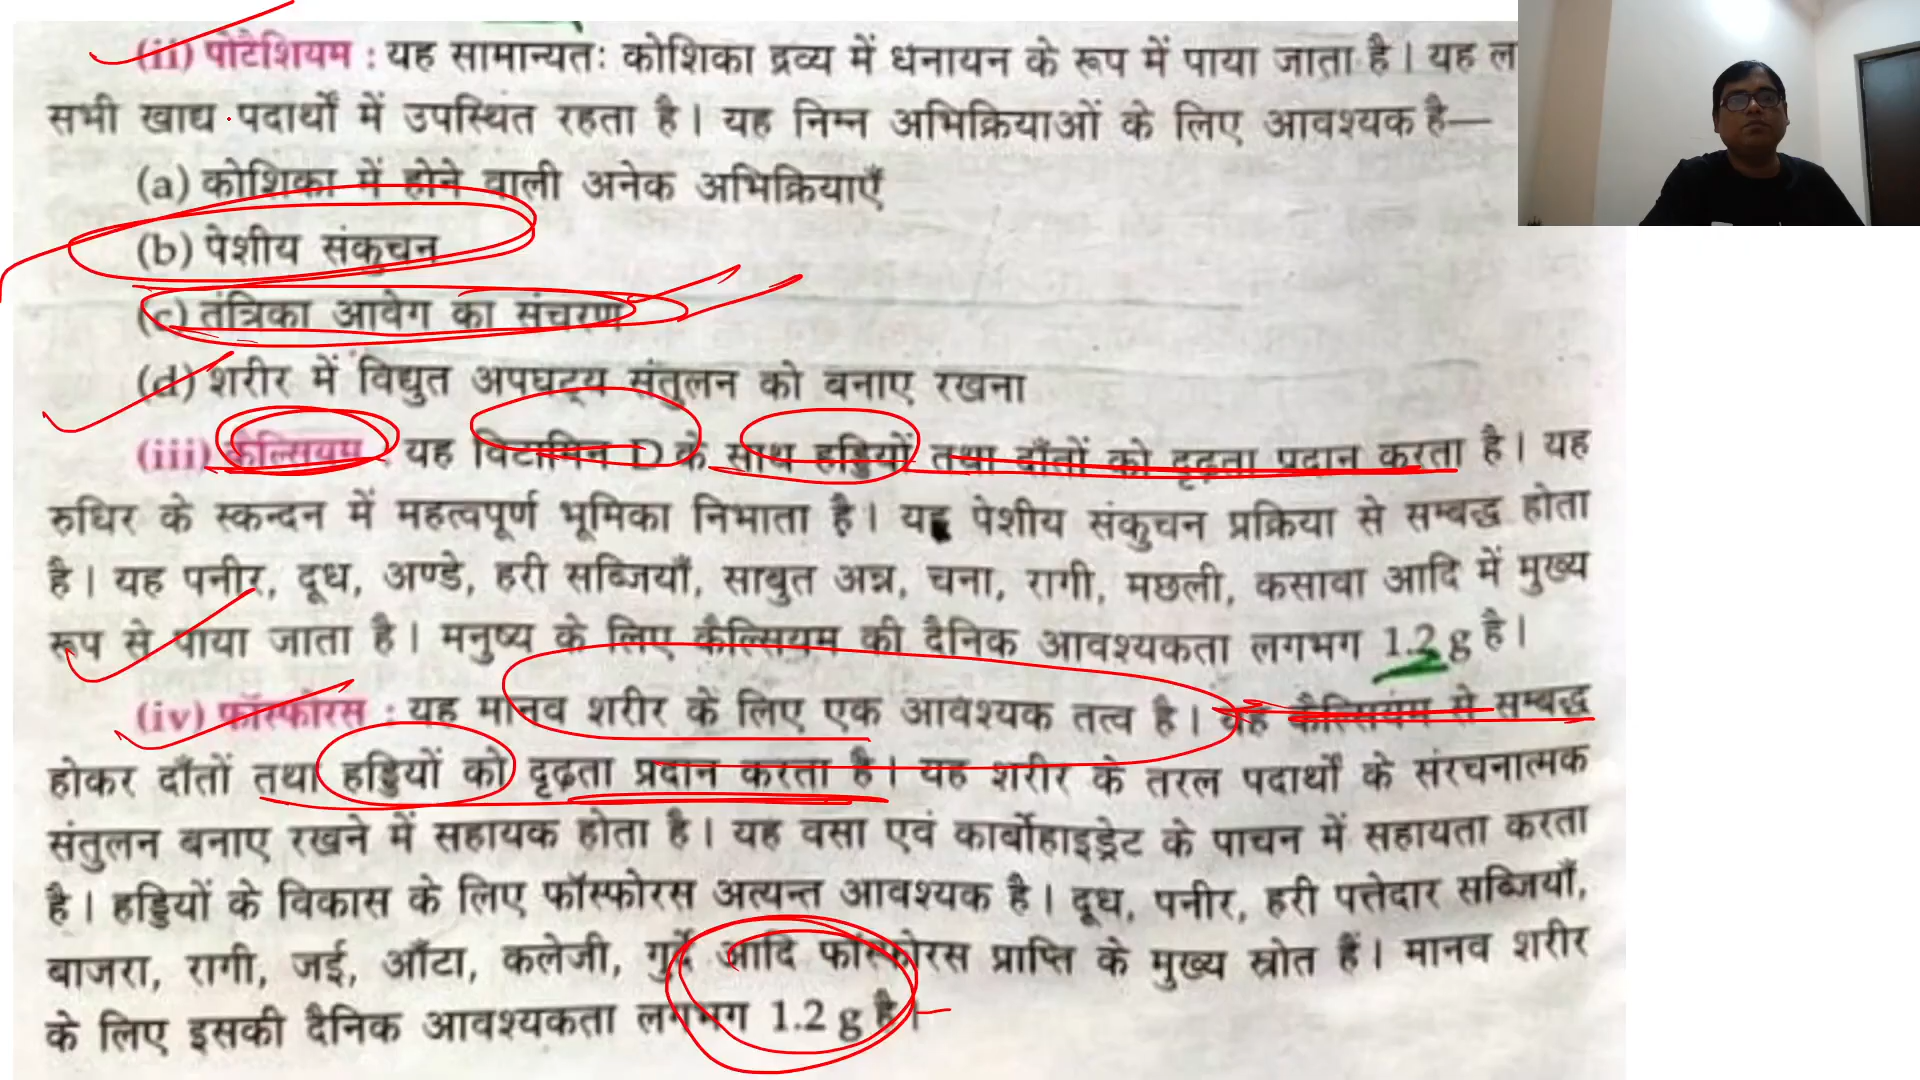 (ii) पोटैशियम : यह सामान्यतः कोशिका द्रव्य में धनायन के रूप में पाया जाता है। यह ल
सभी खाद्य पदार्थों में उपस्थित रहता है। यह निम्न अभिक्रियाओं के लिए आवश्यक है—
(a) कोशिका में होने वाली अनेक अभिक्रियाएँ
(b) पेशीय संकुचन
(c) तंत्रिका आवेग का संचरण
(d) शरीर में विद्युत अपघट्य संतुलन को बनाए रखना
(iii) कैल्सियम : यह विटामिन D के साथ हड्डियों तथा दाँतों को दृढ़ता प्रदान करता है। यह
रुधिर के स्कन्दन में महत्वपूर्ण भूमिका निभाता है। यह पेशीय संकुचन प्रक्रिया से सम्बद्ध होता
है। यह पनीर, दूध, अण्डे, हरी सब्जियाँ, साबुत अन्न, चना, रागी, मछली, कसावा आदि में मुख्य
रूप से पाया जाता है। मनुष्य के लिए कैल्सियम की दैनिक आवश्यकता लगभग 1.2 g है।
(iv) फॉस्फोरस : यह मानव शरीर के लिए एक आवश्यक तत्व है। यह कैल्सियम से सम्बद्ध
होकर दाँतों तथा हड्डियों को दृढ़ता प्रदान करता है। यह शरीर के तरल पदार्थों के संरचनात्मक
संतुलन बनाए रखने में सहायक होता है। यह वसा एवं कार्बोहाइड्रेट के पाचन में सहायता करता
है। हड्डियों के विकास के लिए फॉस्फोरस अत्यन्त आवश्यक है। दूध, पनीर, हरी पत्तेदार सब्जियाँ,
बाजरा, रागी, जई, आँटा, कलेजी, गुर्दे आदि फॉस्फोरस प्राप्ति के मुख्य स्रोत हैं। मानव शरीर
के लिए इसकी दैनिक आवश्यकता लगभग 1.2 g है।